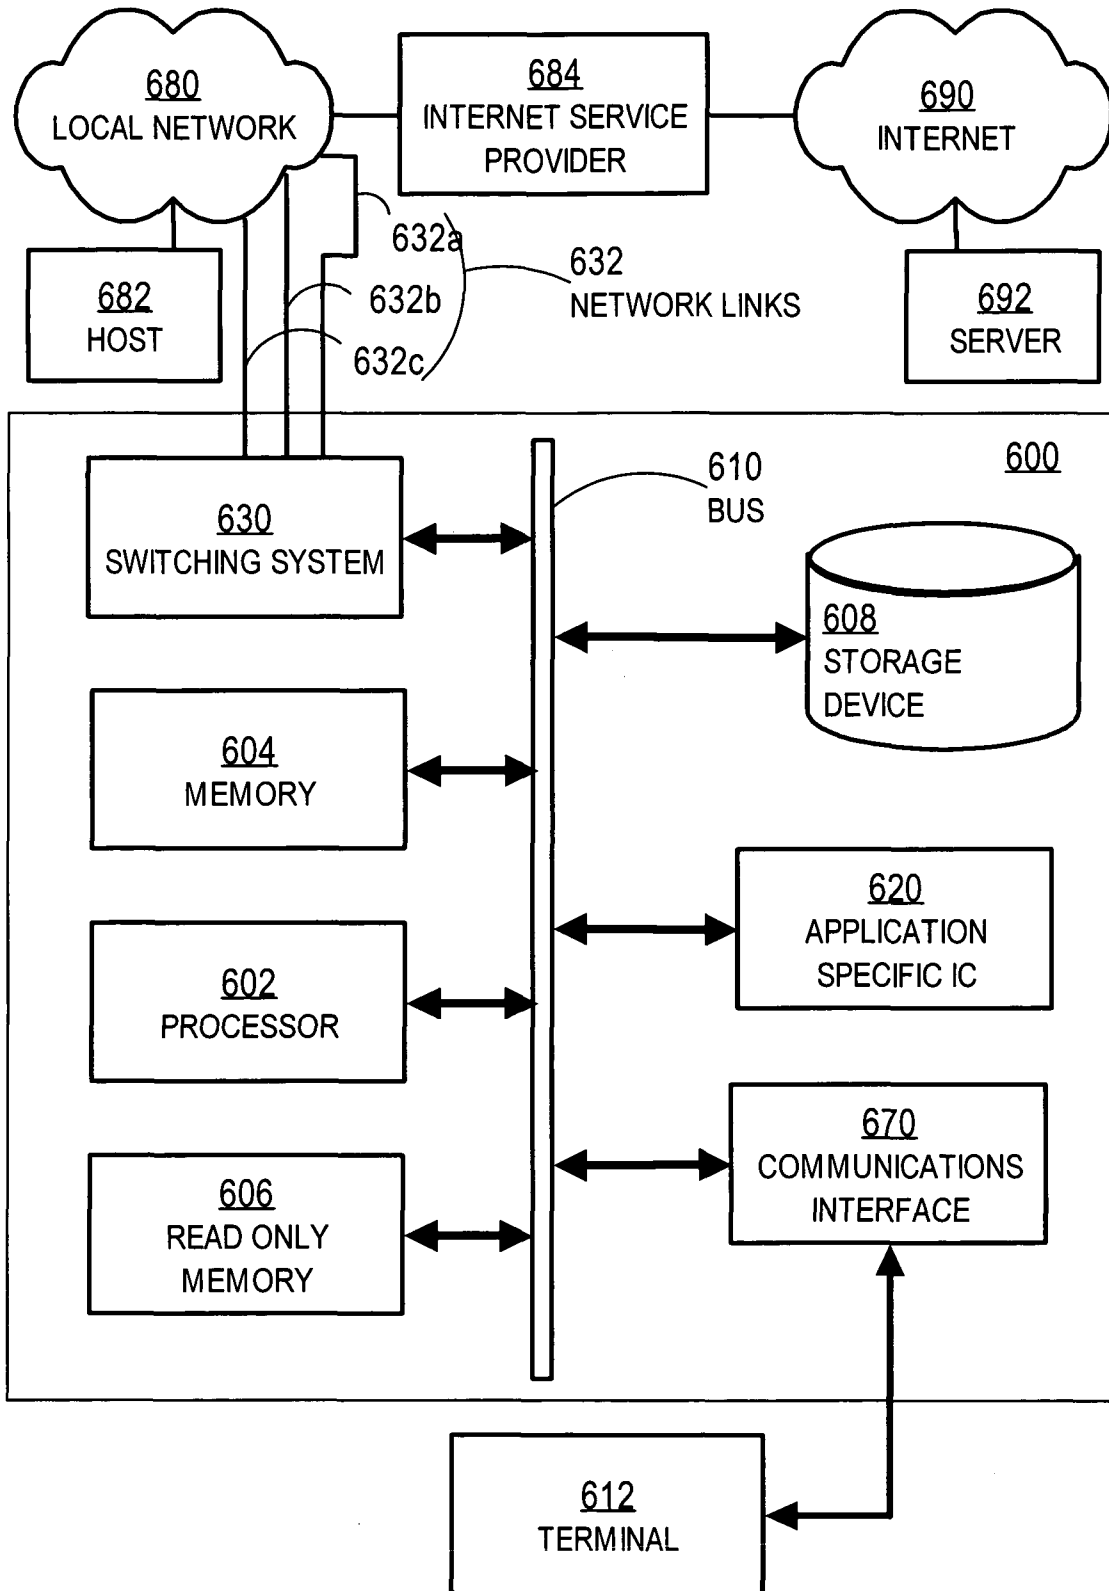 680
LOCAL NETWORK
684
INTERNET SERVICE
PROVIDER
690
INTERNET
632a
632b
632c
632
NETWORK LINKS
682
HOST
692
SERVER
600
610
BUS
630
SWITCHING SYSTEM
608
STORAGE
DEVICE
604
MEMORY
620
APPLICATION
SPECIFIC IC
602
PROCESSOR
670
COMMUNICATIONS
INTERFACE
606
READ ONLY
MEMORY
612
TERMINAL